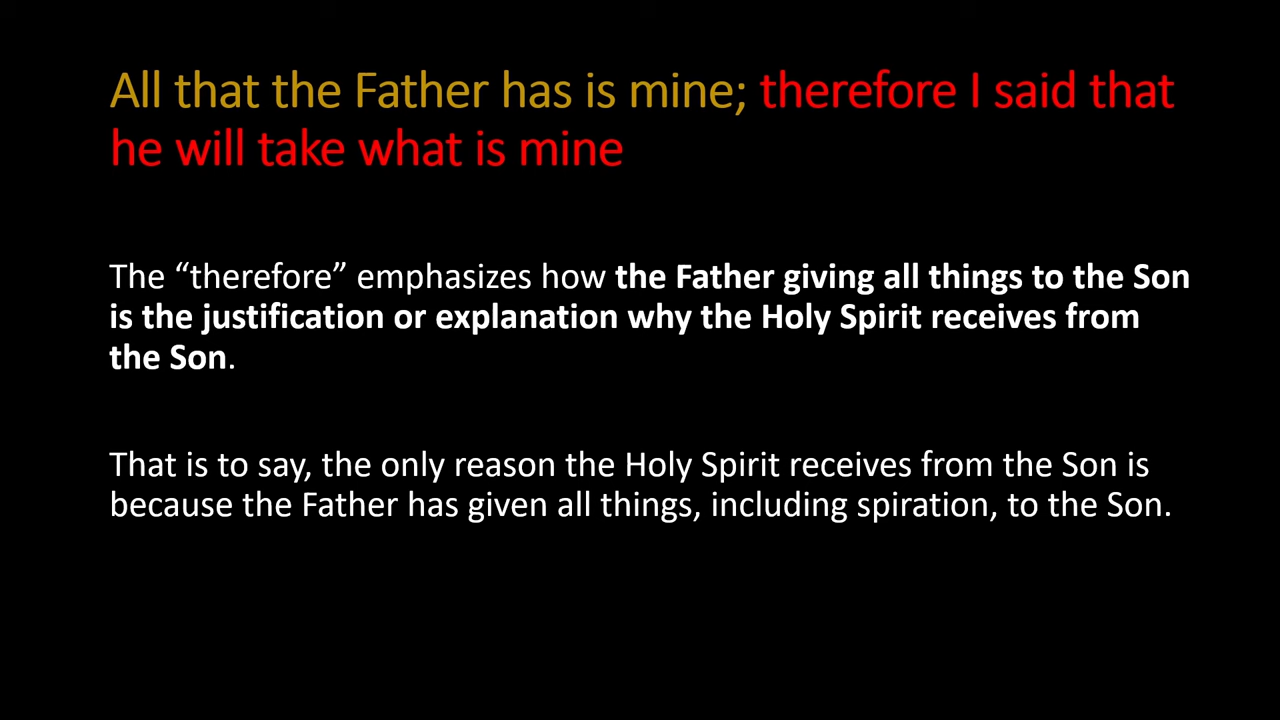 All that the Father has is mine; therefore I said that
he will take what is mine
The “therefore” emphasizes how the Father giving all things to the Son
is the justification or explanation why the Holy Spirit receives from
the Son.
That is to say, the only reason the Holy Spirit receives from the Son is
because the Father has given all things, including spiration, to the Son.